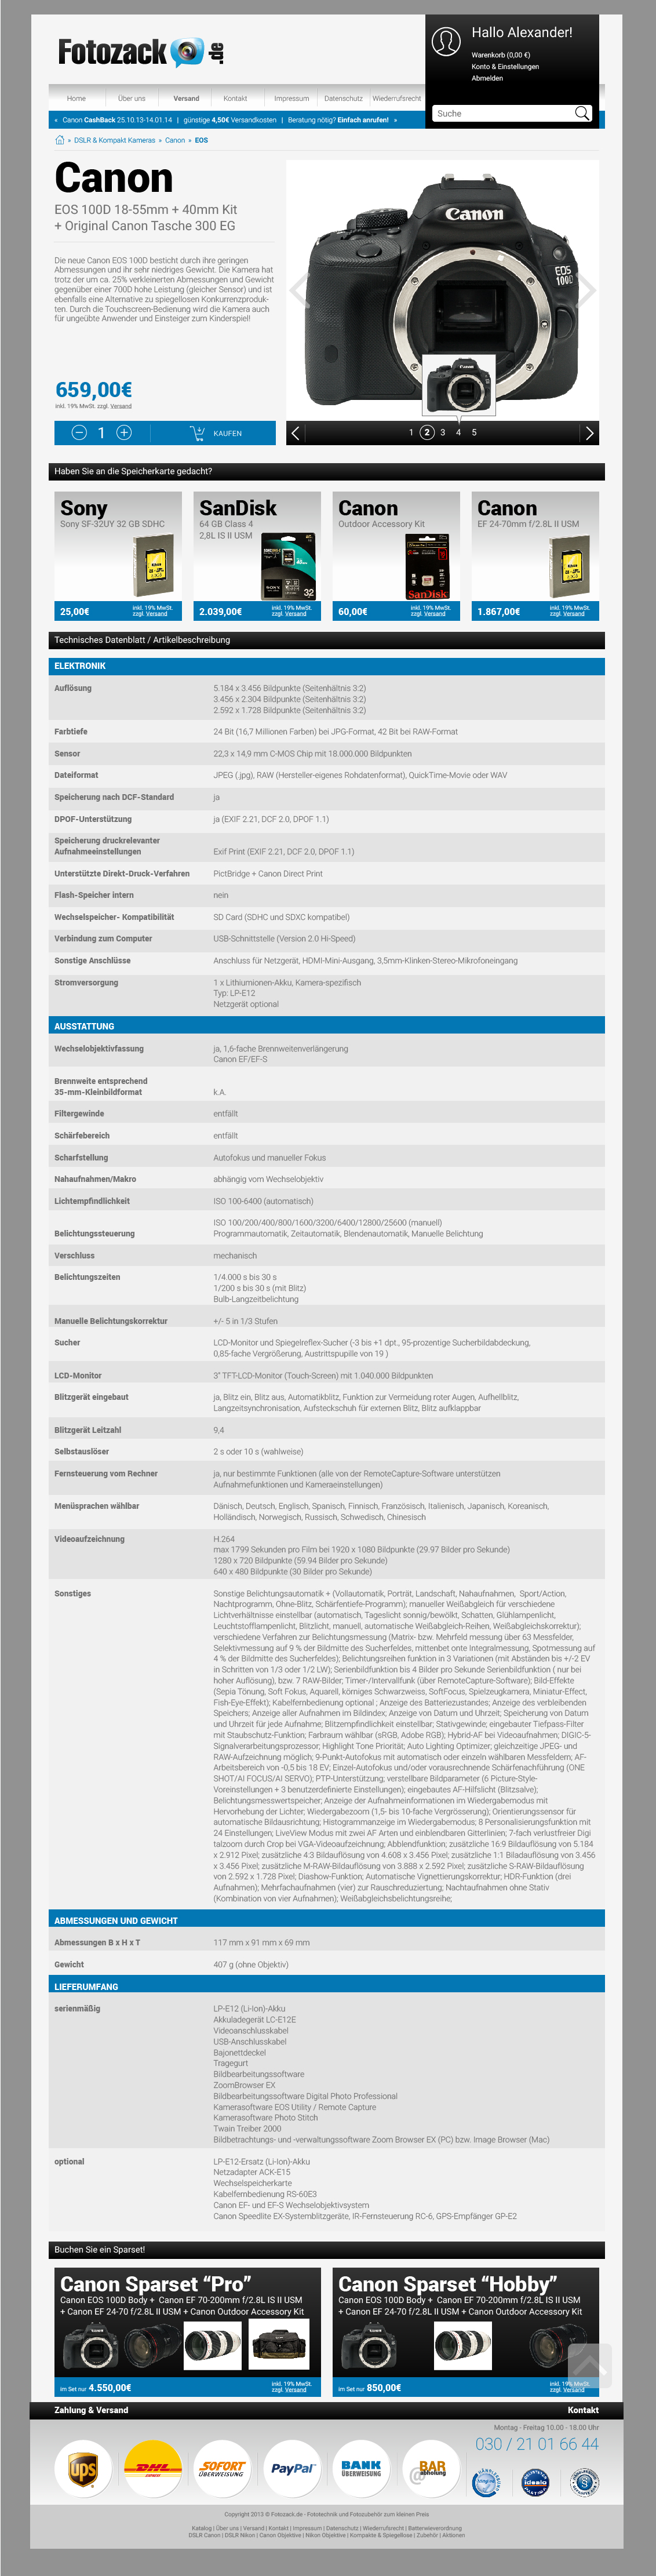 Fotozack.de
Hallo Alexander!
Warenkorb (0,00 €)
Konto & Einstellungen
Abmelden
Suche
Home
Über uns
Versand
Kontakt
Impressum
Datenschutz
Wiederrufsrecht
« Canon CashBack 25.10.13-14.01.14 | günstige 4,50€ Versandkosten | Beratung nötig? Einfach anrufen! »
» DSLR & Kompakt Kameras » Canon » EOS
Canon
EOS 100D 18-55mm + 40mm Kit
+ Original Canon Tasche 300 EG
Die neue Canon EOS 100D besticht durch ihre geringen
Abmessungen und ihr sehr niedriges Gewicht. Die Kamera hat
trotz der um ca. 25% verkleinerten Abmessungen und Gewicht
gegenüber einer 700D hohe Leistung (gleicher Sensor) und ist
ebenfalls eine Alternative zu spiegellosen Konkurrenzproduk-
ten. Durch die Touchscreen-Bedienung wird die Kamera auch
für ungeübte Anwender und Einsteiger zum Kinderspiel!
659,00€
inkl. 19% MwSt. zzgl. Versand
1
KAUFEN
Canon
EOS
100D
1 2 3 4 5
Haben Sie an die Speicherkarte gedacht?
Sony
Sony SF-32UY 32 GB SDHC
25,00€
inkl. 19% MwSt.
zzgl. Versand
SanDisk
64 GB Class 4
2,8L IS II USM
2.039,00€
inkl. 19% MwSt.
zzgl. Versand
Canon
Outdoor Accessory Kit
SanDisk
60,00€
inkl. 19% MwSt.
zzgl. Versand
Canon
EF 24-70mm f/2.8L II USM
1.867,00€
inkl. 19% MwSt.
zzgl. Versand
Technisches Datenblatt / Artikelbeschreibung
ELEKTRONIK
Auflösung
5.184 x 3.456 Bildpunkte (Seitenhältnis 3:2)
3.456 x 2.304 Bildpunkte (Seitenhältnis 3:2)
2.592 x 1.728 Bildpunkte (Seitenhältnis 3:2)
Farbtiefe
24 Bit (16,7 Millionen Farben) bei JPG-Format, 42 Bit bei RAW-Format
Sensor
22,3 x 14,9 mm C-MOS Chip mit 18.000.000 Bildpunkten
Dateiformat
JPEG (.jpg), RAW (Hersteller-eigenes Rohdatenformat), QuickTime-Movie oder WAV
Speicherung nach DCF-Standard
ja
DPOF-Unterstützung
ja (EXIF 2.21, DCF 2.0, DPOF 1.1)
Speicherung druckrelevanter
Aufnahmeeinstellungen
Exif Print (EXIF 2.21, DCF 2.0, DPOF 1.1)
Unterstützte Direkt-Druck-Verfahren
PictBridge + Canon Direct Print
Flash-Speicher intern
nein
Wechselspeicher- Kompatibilität
SD Card (SDHC und SDXC kompatibel)
Verbindung zum Computer
USB-Schnittstelle (Version 2.0 Hi-Speed)
Sonstige Anschlüsse
Anschluss für Netzgerät, HDMI-Mini-Ausgang, 3,5mm-Klinken-Stereo-Mikrofoneingang
Stromversorgung
1 x Lithiumionen-Akku, Kamera-spezifisch
Typ: LP-E12
Netzgerät optional
AUSSTATTUNG
Wechselobjektivfassung
ja, 1,6-fache Brennweitenverlängerung
Canon EF/EF-S
Brennweite entsprechend
35-mm-Kleinbildformat
k.A.
Filtergewinde
entfällt
Schärfebereich
entfällt
Scharfstellung
Autofokus und manueller Fokus
Nahaufnahmen/Makro
abhängig vom Wechselobjektiv
Lichtempfindlichkeit
ISO 100-6400 (automatisch)
ISO 100/200/400/800/1600/3200/6400/12800/25600 (manuell)
Belichtungssteuerung
Programmautomatik, Zeitautomatik, Blendenautomatik, Manuelle Belichtung
Verschluss
mechanisch
Belichtungszeiten
1/4.000 s bis 30 s
1/200 s bis 30 s (mit Blitz)
Bulb-Langzeitbelichtung
Manuelle Belichtungskorrektur
+/- 5 in 1/3 Stufen
Sucher
LCD-Monitor und Spiegelreflex-Sucher (-3 bis +1 dpt., 95-prozentige Sucherbildabdeckung,
0,85-fache Vergrößerung, Austrittspupille von 19 )
LCD-Monitor
3" TFT-LCD-Monitor (Touch-Screen) mit 1.040.000 Bildpunkten
Blitzgerät eingebaut
ja, Blitz ein, Blitz aus, Automatikblitz, Funktion zur Vermeidung roter Augen, Aufhellblitz,
Langzeitsynchronisation, Aufsteckschuh für externen Blitz, Blitz aufklappbar
Blitzgerät Leitzahl
9,4
Selbstauslöser
2 s oder 10 s (wahlweise)
Fernsteuerung vom Rechner
ja, nur bestimmte Funktionen (alle von der RemoteCapture-Software unterstützen
Aufnahmefunktionen und Kameraeinstellungen)
Menüsprachen wählbar
Dänisch, Deutsch, Englisch, Spanisch, Finnisch, Französisch, Italienisch, Japanisch, Koreanisch,
Holländisch, Norwegisch, Russisch, Schwedisch, Chinesisch
Videoaufzeichnung
H.264
max 1799 Sekunden pro Film bei 1920 x 1080 Bildpunkte (29.97 Bilder pro Sekunde)
1280 x 720 Bildpunkte (59.94 Bilder pro Sekunde)
640 x 480 Bildpunkte (30 Bilder pro Sekunde)
Sonstiges
Sonstige Belichtungsautomatik + (Vollautomatik, Porträt, Landschaft, Nahaufnahmen, Sport/Action,
Nachtprogramm, Ohne-Blitz, Schärfentiefe-Programm); manueller Weißabgleich für verschiedene
Lichtverhältnisse einstellbar (automatisch, Tageslicht sonnig/bewölkt, Schatten, Glühlampenlicht,
Leuchtstofflampenlicht, Blitzlicht, manuell, automatische Weißabgleich-Reihen, Weißabgleichskorrektur);
verschiedene Verfahren zur Belichtungsmessung (Matrix- bzw. Mehrfeld messung über 63 Messfelder,
Selektivmessung auf 9 % der Bildmitte des Sucherfeldes, mittenbet onte Integralmessung, Spotmessung auf
4 % der Bildmitte des Sucherfeldes); Belichtungsreihen funktion in 3 Variationen (mit Abständen bis +/-2 EV
in Schritten von 1/3 oder 1/2 LW); Serienbildfunktion bis 4 Bilder pro Sekunde Serienbildfunktion ( nur bei
hoher Auflösung), bzw. 7 RAW-Bilder; Timer-/Intervallfunk (über RemoteCapture-Software); Bild-Effekte
(Sepia Tönung, Soft Fokus, Aquarell, körniges Schwarzweiss, SoftFocus, Spielzeugkamera, Miniatur-Effect,
Fish-Eye-Effekt); Kabelfernbedienung optional ; Anzeige des Batteriezustandes; Anzeige des verbleibenden
Speichers; Anzeige aller Aufnahmen im Bildindex; Anzeige von Datum und Uhrzeit; Speicherung von Datum
und Uhrzeit für jede Aufnahme; Blitzempfindlichkeit einstellbar; Stativgewinde; eingebauter Tiefpass-Filter
mit Staubschutz-Funktion; Farbraum wählbar (sRGB, Adobe RGB); Hybrid-AF bei Videoaufnahmen; DIGIC-5-
Signalverarbeitungsprozessor; Highlight Tone Priorität; Auto Lighting Optimizer; gleichzeitige JPEG- und
RAW-Aufzeichnung möglich; 9-Punkt-Autofokus mit automatisch oder einzeln wählbaren Messfeldern; AF-
Arbeitsbereich von -0,5 bis 18 EV; Einzel-Autofokus und/oder vorausrechnende Schärfenachführung (ONE
SHOT/AI FOCUS/AI SERVO); PTP-Unterstützung; verstellbare Bildparameter (6 Picture-Style-
Voreinstellungen + 3 benutzerdefinierte Einstellungen); eingebautes AF-Hilfslicht (Blitzsalve);
Belichtungsmesswertspeicher; Anzeige der Aufnahmeinformationen im Wiedergabemodus mit
Hervorhebung der Lichter; Wiedergabezoom (1,5- bis 10-fache Vergrösserung); Orientierungssensor für
automatische Bildausrichtung; Histogrammanzeige im Wiedergabemodus; 8 Personalisierungsfunktion mit
24 Einstellungen; LiveView Modus mit zwei AF Arten und einblendbaren Gitterlinien; 7-fach verlustfreier Digi
talzoom durch Crop bei VGA-Videoaufzeichnung; Abblendfunktion; zusätzliche 16:9 Bildauflösung von 5.184
x 2.912 Pixel; zusätzliche 4:3 Bildauflösung von 4.608 x 3.456 Pixel; zusätzliche 1:1 Biladauflösung von 3.456
x 3.456 Pixel; zusätzliche M-RAW-Bildauflösung von 3.888 x 2.592 Pixel; zusätzliche S-RAW-Bildauflösung
von 2.592 x 1.728 Pixel; Diashow-Funktion; Automatische Vignettierungskorrektur; HDR-Funktion (drei
Aufnahmen); Mehrfachaufnahmen (vier) zur Rauschreduzierung; Nachtaufnahmen ohne Stativ
(Kombination von vier Aufnahmen); Weißabgleichsbelichtungsreihe;
ABMESSUNGEN UND GEWICHT
Abmessungen B x H x T
117 mm x 91 mm x 69 mm
Gewicht
407 g (ohne Objektiv)
LIEFERUMFANG
serienmäßig
LP-E12 (Li-Ion)-Akku
Akkuladegerät LC-E12E
Videoanschlusskabel
USB-Anschlusskabel
Bajonettdeckel
Tragegurt
Bildbearbeitungssoftware
ZoomBrowser EX
Bildbearbeitungssoftware Digital Photo Professional
Kamerasoftware EOS Utility / Remote Capture
Kamerasoftware Photo Stitch
Twain Treiber 2000
Bildbetrachtungs- und -verwaltungssoftware Zoom Browser EX (PC) bzw. Image Browser (Mac)
optional
LP-E12-Ersatz (Li-Ion)-Akku
Netzadapter ACK-E15
Wechselspeicherkarte
Kabelfernbedienung RS-60E3
Canon EF- und EF-S Wechselobjektivsystem
Canon Speedlite EX-Systemblitzgeräte, IR-Fernsteuerung RC-6, GPS-Empfänger GP-E2
Buchen Sie ein Sparset!
Canon Sparset “Pro”
Canon EOS 100D Body + Canon EF 70-200mm f/2.8L IS II USM
+ Canon EF 24-70 f/2.8L II USM + Canon Outdoor Accessory Kit
im Set nur 4.550,00€
inkl. 19% MwSt.
zzgl. Versand
Canon Sparset “Hobby”
Canon EOS 100D Body + Canon EF 70-200mm f/2.8L IS II USM
+ Canon EF 24-70 f/2.8L II USM + Canon Outdoor Accessory Kit
im Set nur 850,00€
inkl. 19% MwSt.
zzgl. Versand
Zahlung & Versand
Kontakt
Montag - Freitag 10.00 - 18.00 Uhr
030 / 21 01 66 44
ups
DHL
EXPRESS
SOFORT
ÜBERWEISUNG
PayPal
BANK
ÜBERWEISUNG
@BAR
abholung
idealo
Copyright 2013 © Fotozack.de - Fototechnik und Fotozubehör zum kleinen Preis
Katalog | Über uns | Versand | Kontakt | Impressum | Datenschutz | Wiederrufsrecht | Batterieverordnung
DSLR Canon | DSLR Nikon | Canon Objektive | Nikon Objektive | Kompakte & Spiegellose | Zubehör | Aktionen